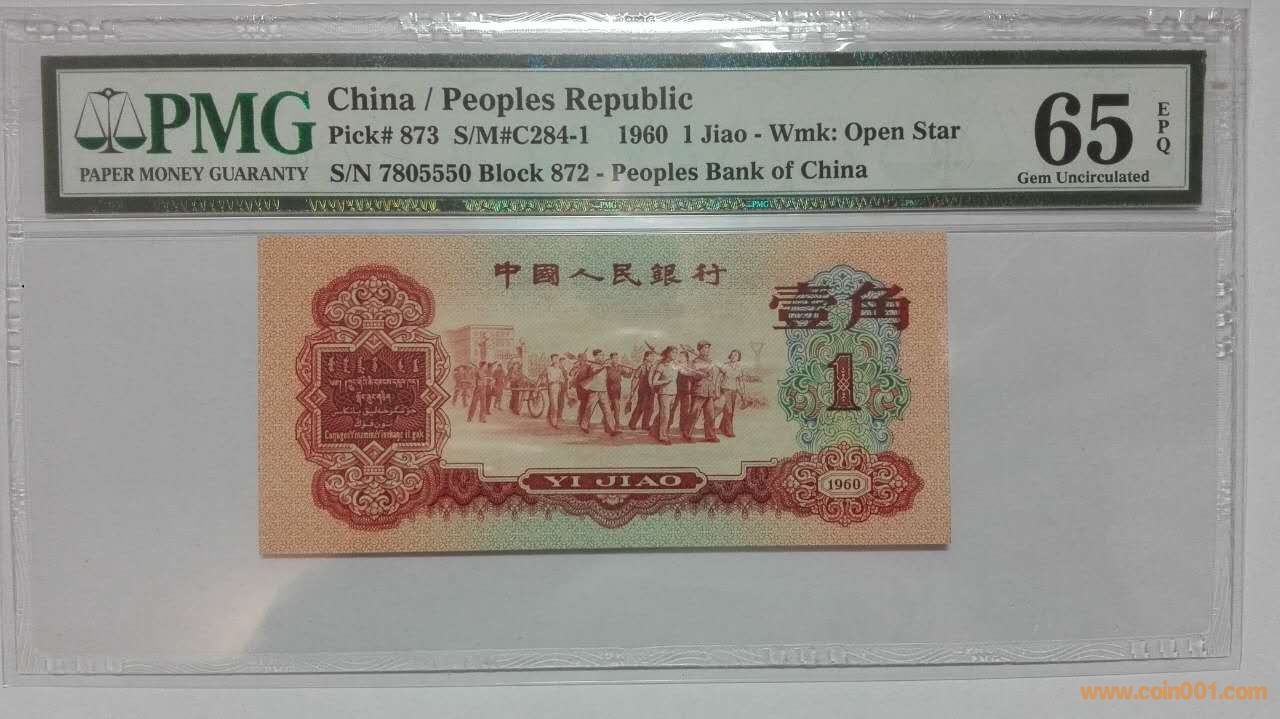 PMG
PAPER MONEY GUARANTY
China / Peoples Republic
Pick# 873 S/M#C284-1 1960 1 Jiao - Wmk: Open Star
S/N 7805550 Block 872 - Peoples Bank of China
65
EPQ
Gem Uncirculated
PMG
PMG
中國人民銀行
壹角
1
YI JIAO
1960
www.coin001.com